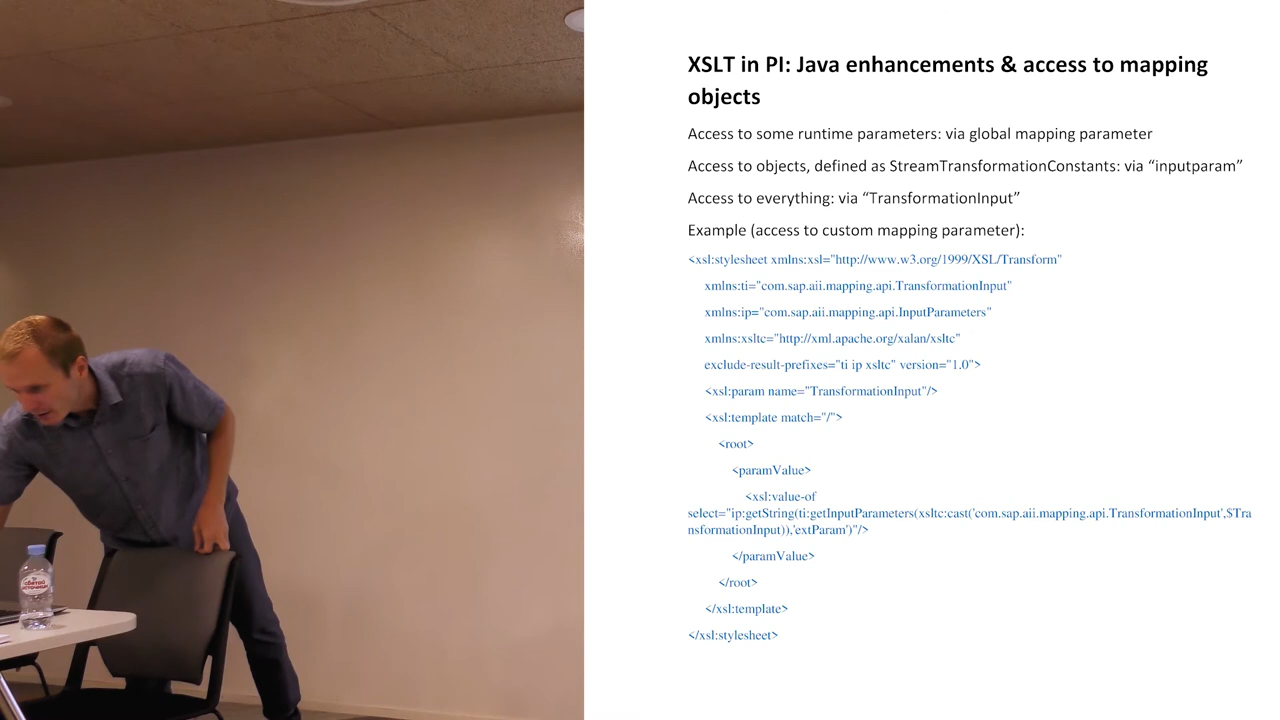 XSLT in PI: Java enhancements & access to mapping
objects
Access to some runtime parameters: via global mapping parameter
Access to objects, defined as StreamTransformationConstants: via “inputparam”
Access to everything: via “TransformationInput”
Example (access to custom mapping parameter):
<xsl:stylesheet xmlns:xsl="http://www.w3.org/1999/XSL/Transform"
xmlns:ti="com.sap.aii.mapping.api.TransformationInput"
xmlns:ip="com.sap.aii.mapping.api.InputParameters"
xmlns:xsltc="http://xml.apache.org/xalan/xsltc"
exclude-result-prefixes="ti ip xsltc" version="1.0">
<xsl:param name="TransformationInput"/>
<xsl:template match="/">
<root>
<paramValue>
<xsl:value-of
select="ip:getString(ti:getInputParameters(xsltc:cast('com.sap.aii.mapping.api.TransformationInput',$Tra
nsformationInput)),'extParam')"/>
</paramValue>
</root>
</xsl:template>
</xsl:stylesheet>